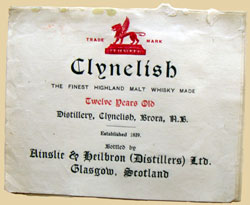 TRADE MARK
Clynelish
THE FINEST HIGHLAND MALT WHISKY MADE
Twelve Years Old
Distillery, Clynelish, Brora, N.B.
Established 1819.
Bottled by
Ainslie & Heilbron (Distillers) Ltd.
Glasgow, Scotland